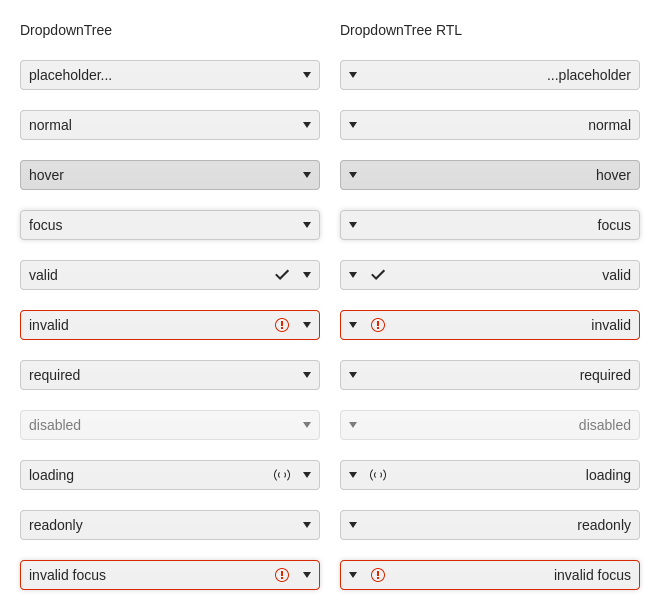 DropdownTree
DropdownTree RTL
placeholder...
...placeholder
normal
normal
hover
hover
focus
focus
valid
valid
invalid
invalid
required
required
disabled
disabled
loading
loading
readonly
readonly
invalid focus
invalid focus